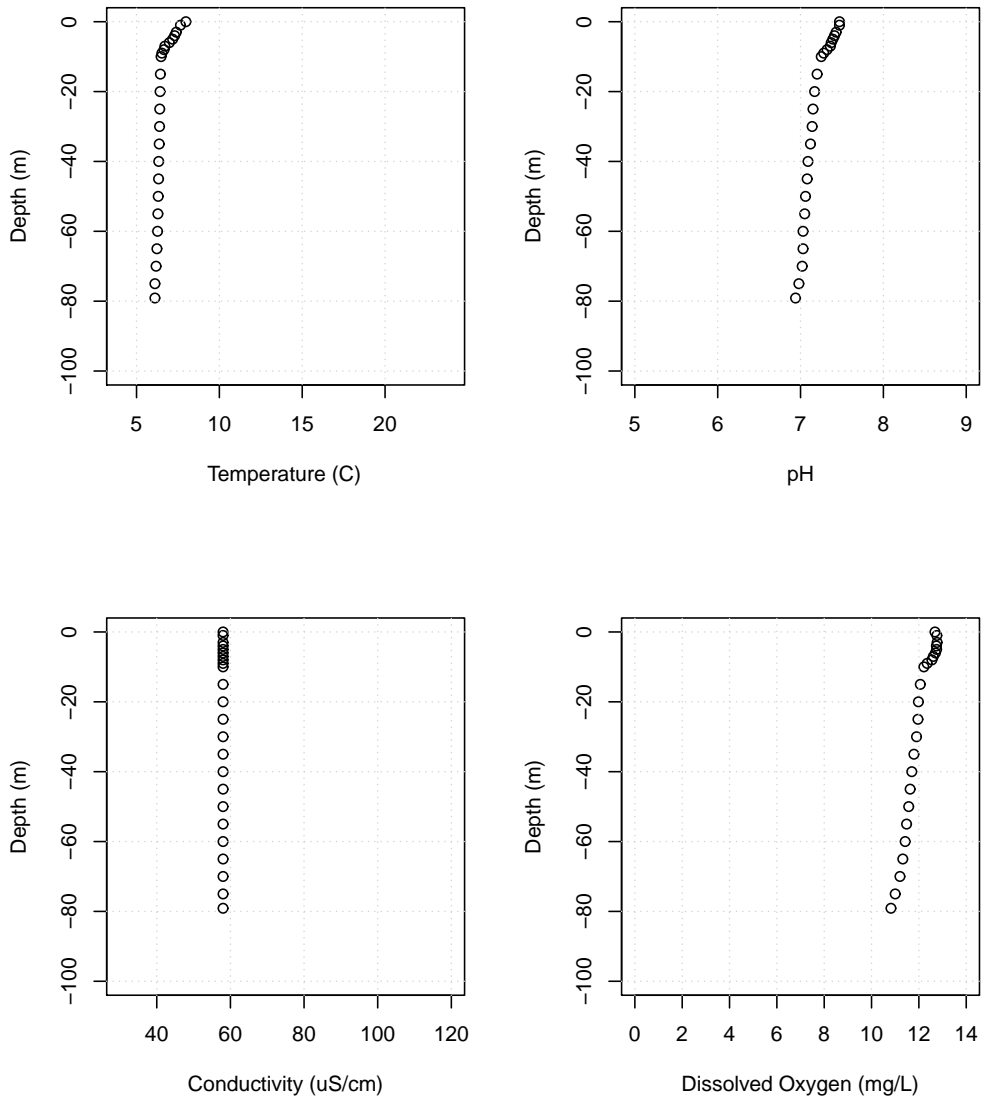 0
−20
−40
−60
−80
−100
Depth (m)
5 10 15 20
Temperature (C)
0
−20
−40
−60
−80
−100
Depth (m)
5 6 7 8 9
pH
0
−20
−40
−60
−80
−100
Depth (m)
40 60 80 100 120
Conductivity (uS/cm)
0
−20
−40
−60
−80
−100
Depth (m)
0 2 4 6 8 10 12 14
Dissolved Oxygen (mg/L)